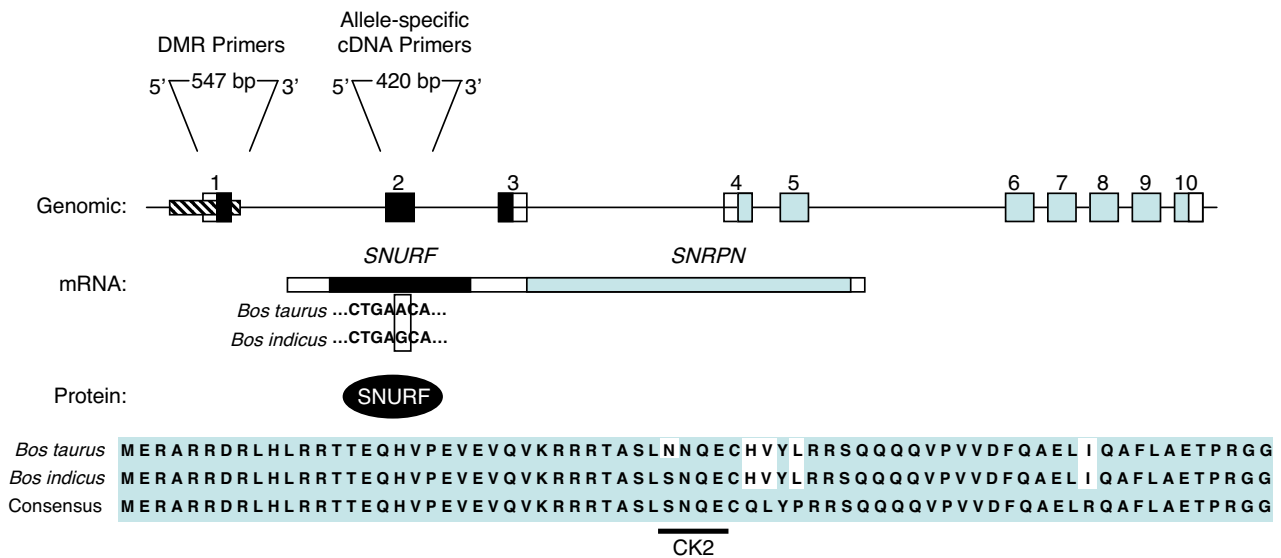 DMR Primers
5’ 547 bp 3’
Allele-specific
cDNA Primers
5’ 420 bp 3’
1 2 3 4 5 6 7 8 9 10
Genomic:
SNURF SNRPN
mRNA:
Bos taurus ...CTGAACA...
Bos indicus ...CTGAGCA...
Protein: SNURF
Bos taurus M E R A R R D R L H L R R T T E Q H V P E V E V Q V K R R R T A S L N N Q E C H V Y L R R S Q Q Q Q V P V V D F Q A E L I Q A F L A E T P R G G
Bos indicus M E R A R R D R L H L R R T T E Q H V P E V E V Q V K R R R T A S L S N Q E C H V Y L R R S Q Q Q Q V P V V D F Q A E L I Q A F L A E T P R G G
Consensus M E R A R R D R L H L R R T T E Q H V P E V E V Q V K R R R T A S L S N Q E C Q L Y P R R S Q Q Q Q V P V V D F Q A E L R Q A F L A E T P R G G
CK2